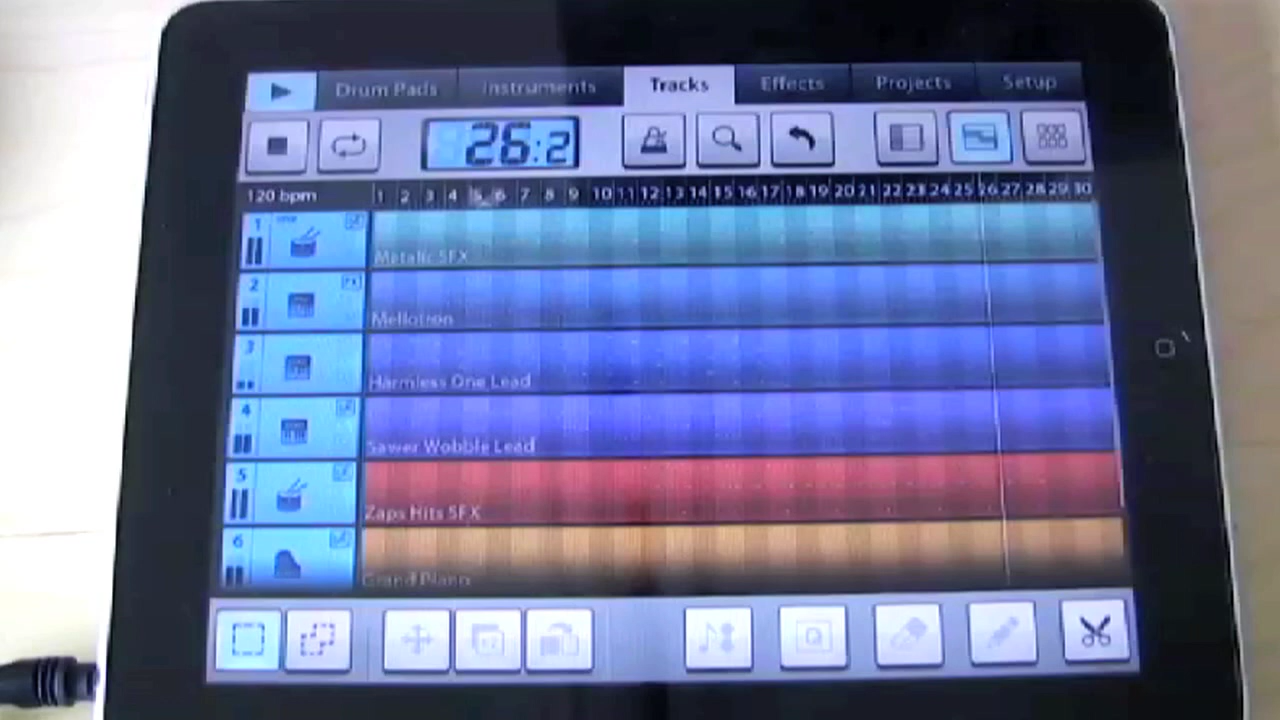 Drum Pads Instruments Tracks Effects Projects Setup
26:2
120 bpm 1 2 3 4 5 6 7 8 9 10 11 12 13 14 15 16 17 18 19 20 21 22 23 24 25 26 27 28 29 30
1
Metalic SFX
2 FX
Mellotron
3
Harmless One Lead
4
Sawer Wobble Lead
5
Zaps Hits SFX
6
Grand Piano
Q